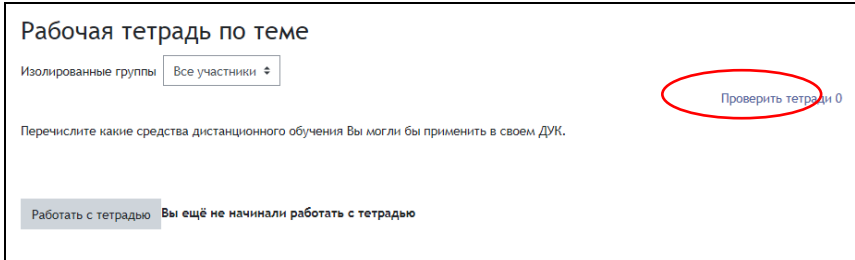 Рабочая тетрадь по теме
Изолированные группы Все участники
Проверить тетради 0
Перечислите какие средства дистанционного обучения Вы могли бы применить в своем ДУК.
Работать с тетрадью Вы ещё не начинали работать с тетрадью